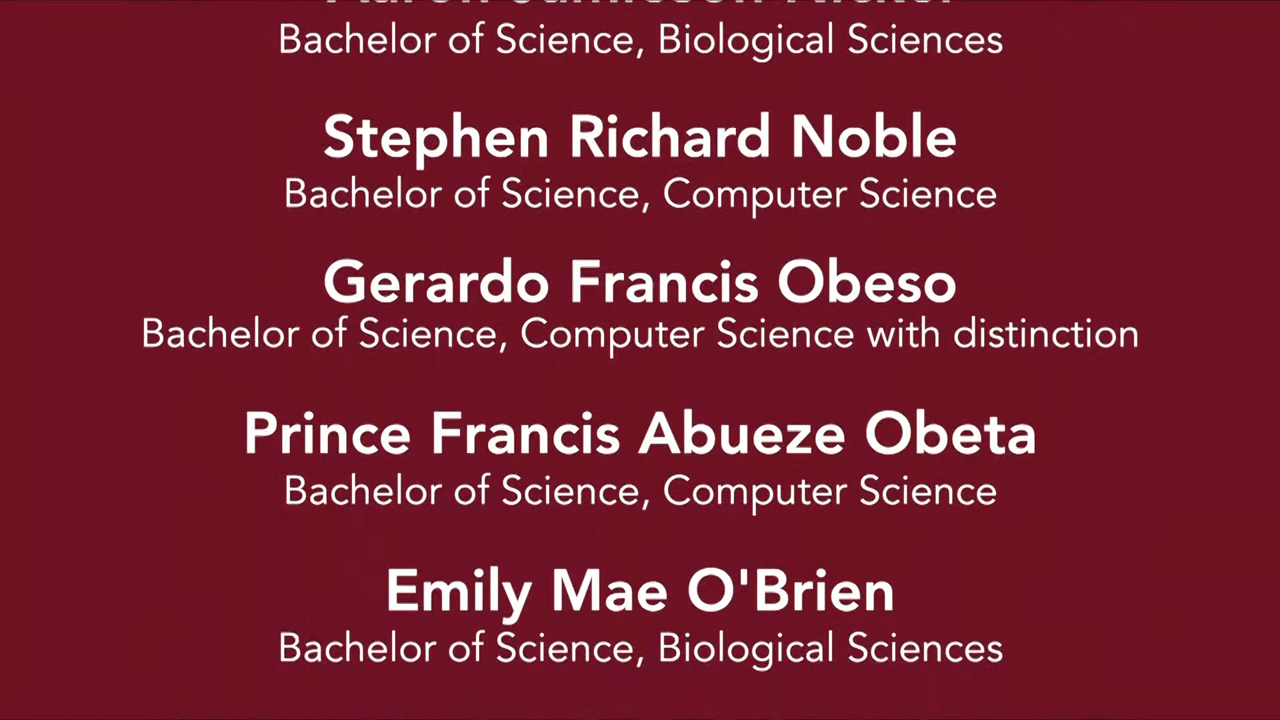 Bachelor of Science, Biological Sciences
Stephen Richard Noble
Bachelor of Science, Computer Science
Gerardo Francis Obeso
Bachelor of Science, Computer Science with distinction
Prince Francis Abueze Obeta
Bachelor of Science, Computer Science
Emily Mae O'Brien
Bachelor of Science, Biological Sciences